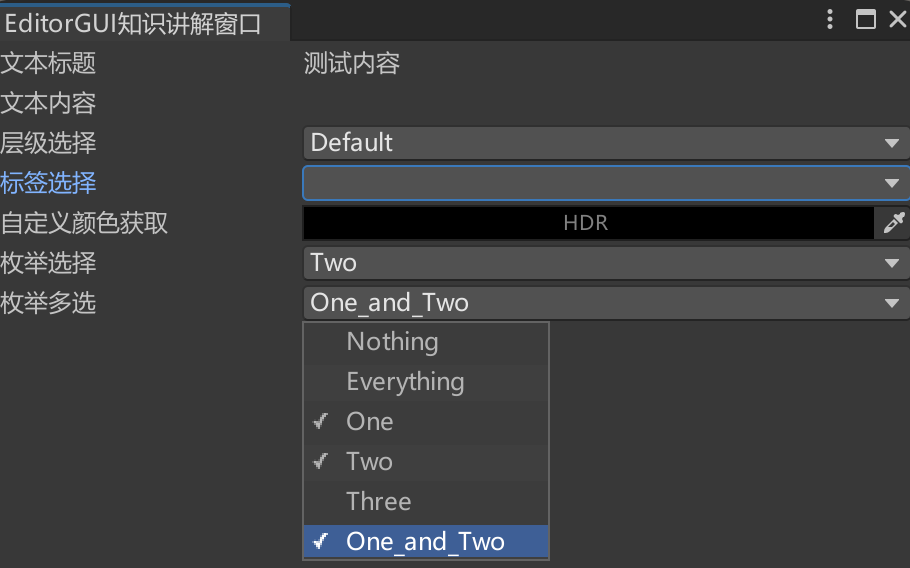 EditorGUI知识讲解窗口
文本标题 测试内容
文本内容
层级选择 Default
标签选择
自定义颜色获取 HDR
枚举选择 Two
枚举多选 One_and_Two
Nothing
Everything
One
Two
Three
One_and_Two